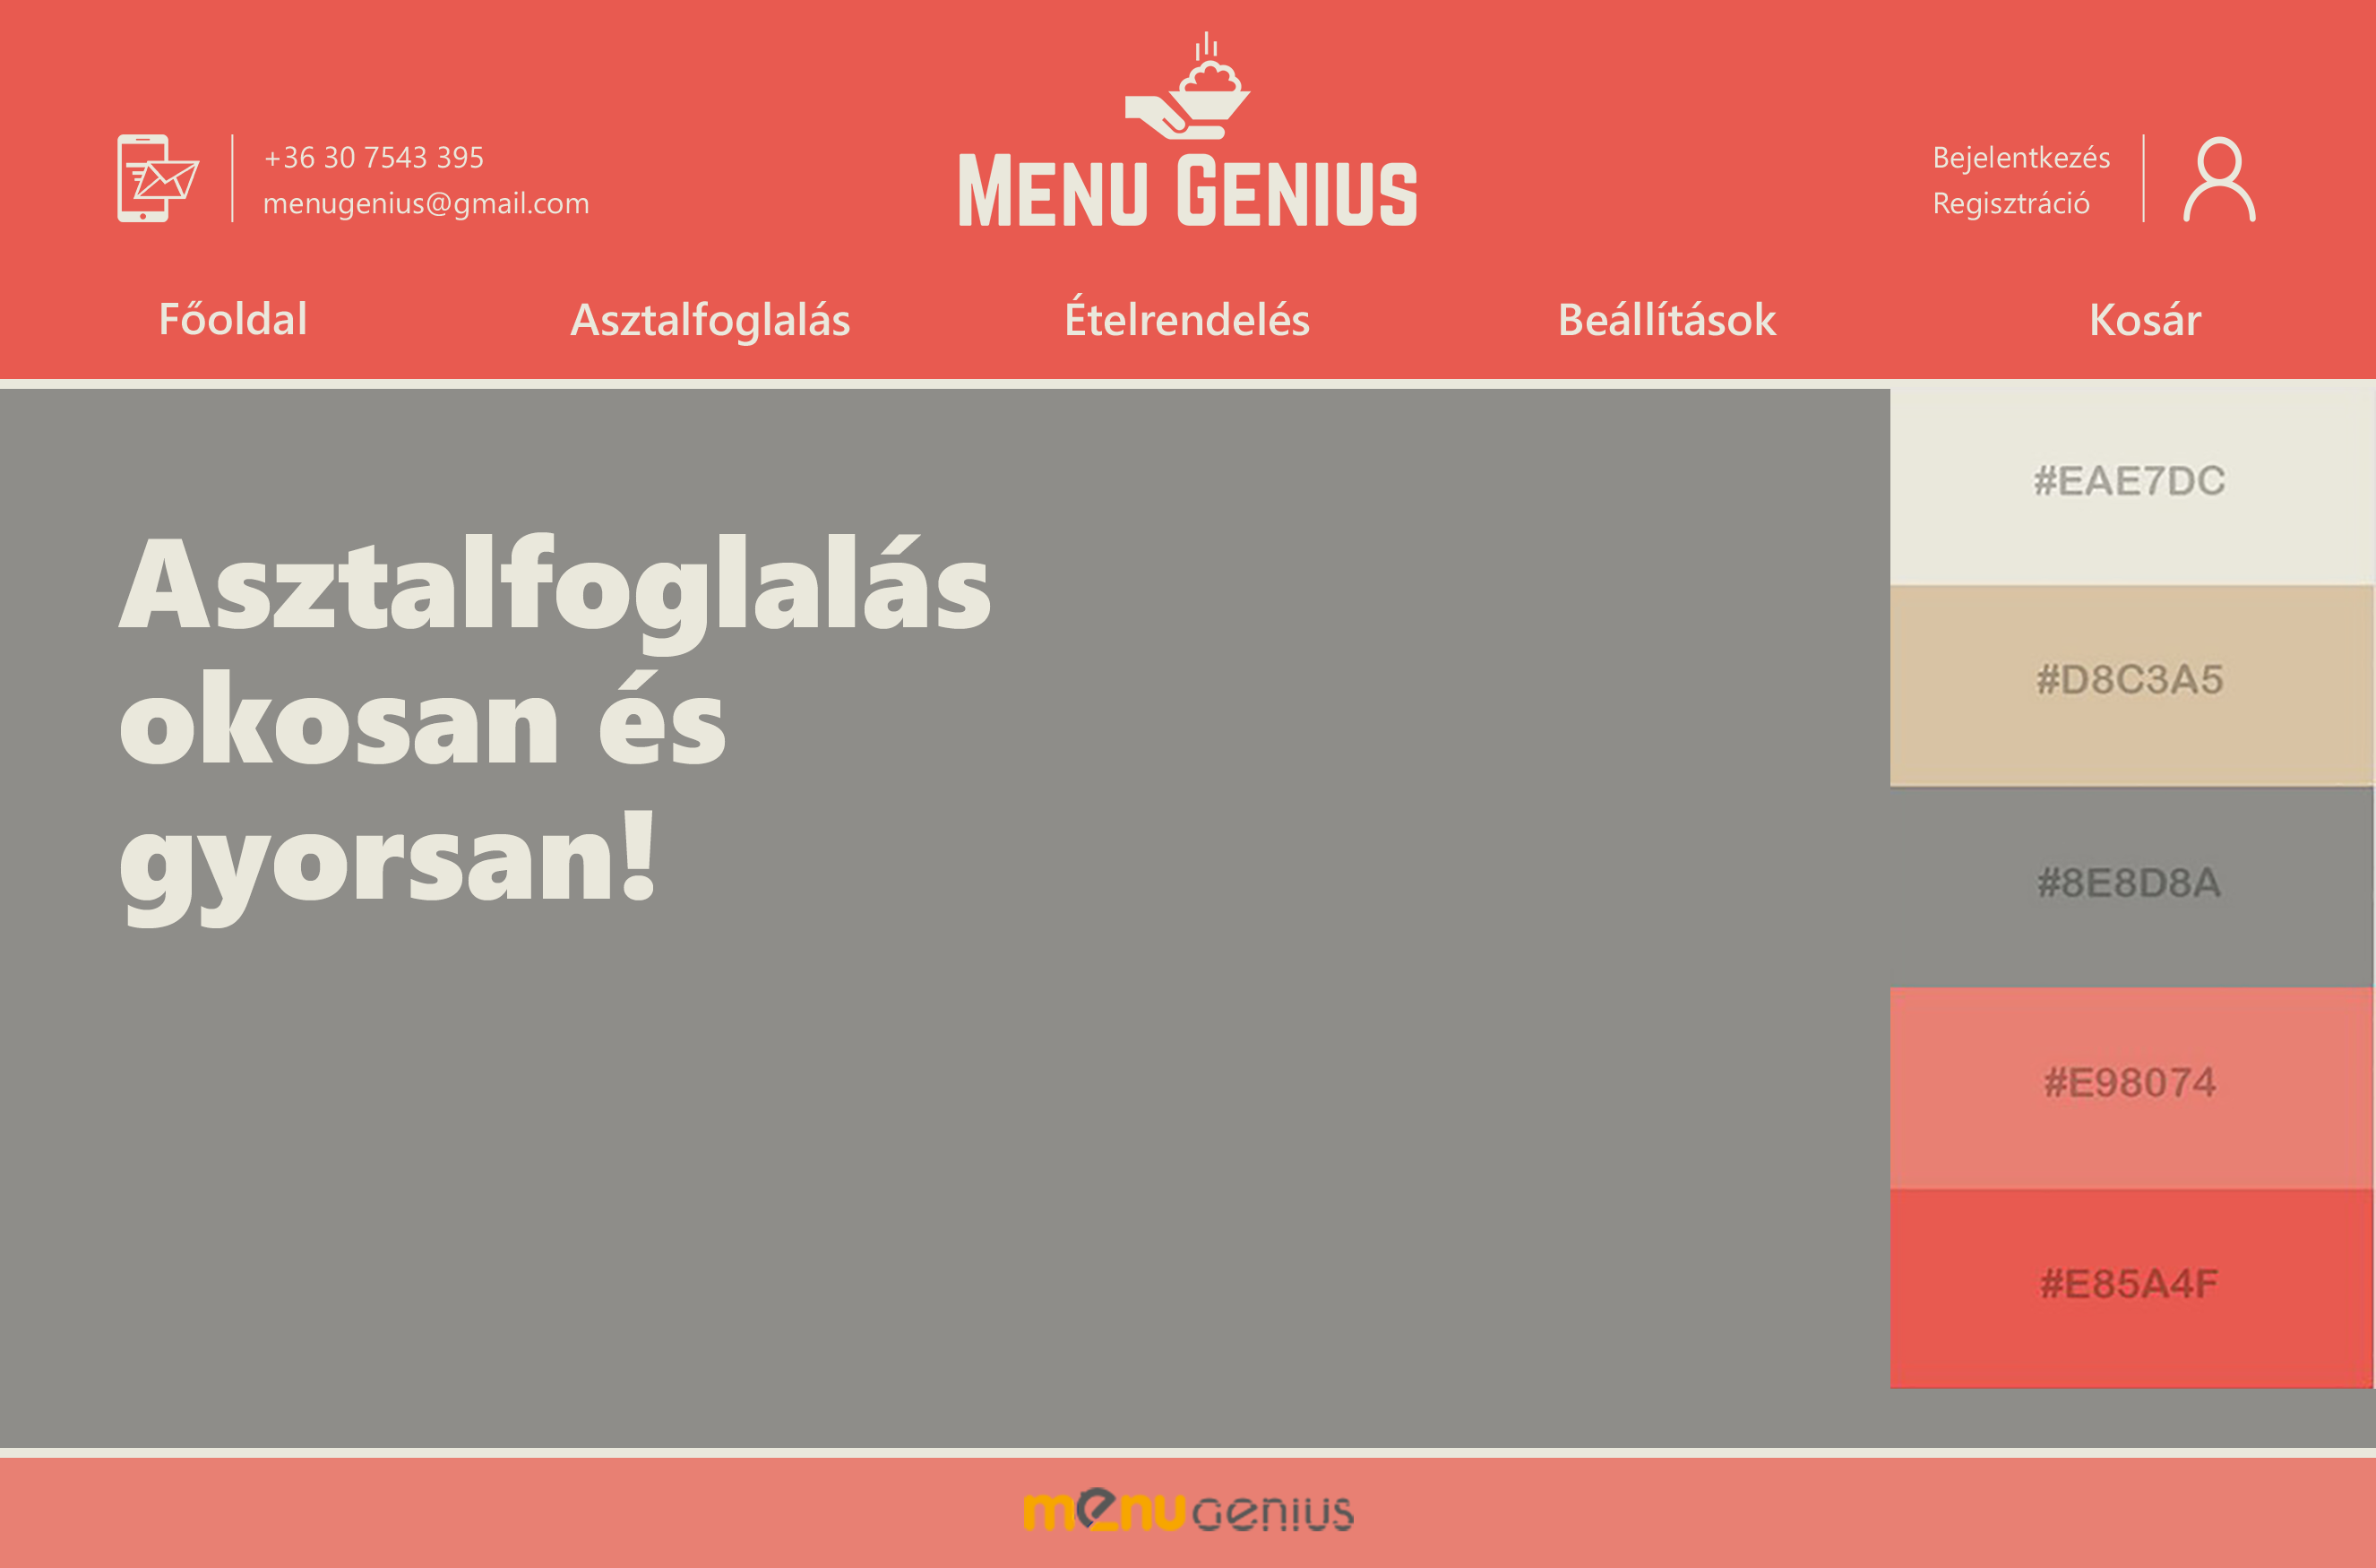 +36 30 7543 395
menugenius@gmail.com
MENU GENIUS
Bejelentkezés
Regisztráció
Főoldal
Asztalfoglalás
Ételrendelés
Beállítások
Kosár
Asztalfoglalás
okosan és
gyorsan!
#EAE7DC
#D8C3A5
#8E8D8A
#E98074
#E85A4F
menu genius